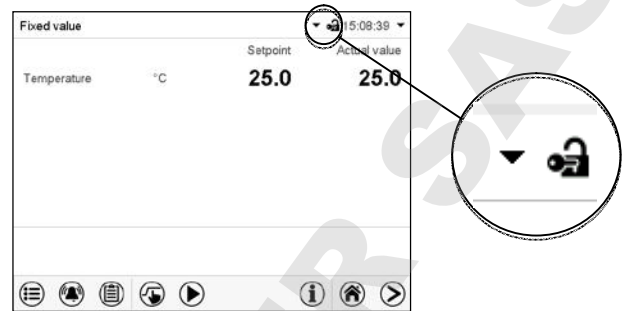 Fixed value 15:08:39
Setpoint Actual value
Temperature °C 25.0 25.0